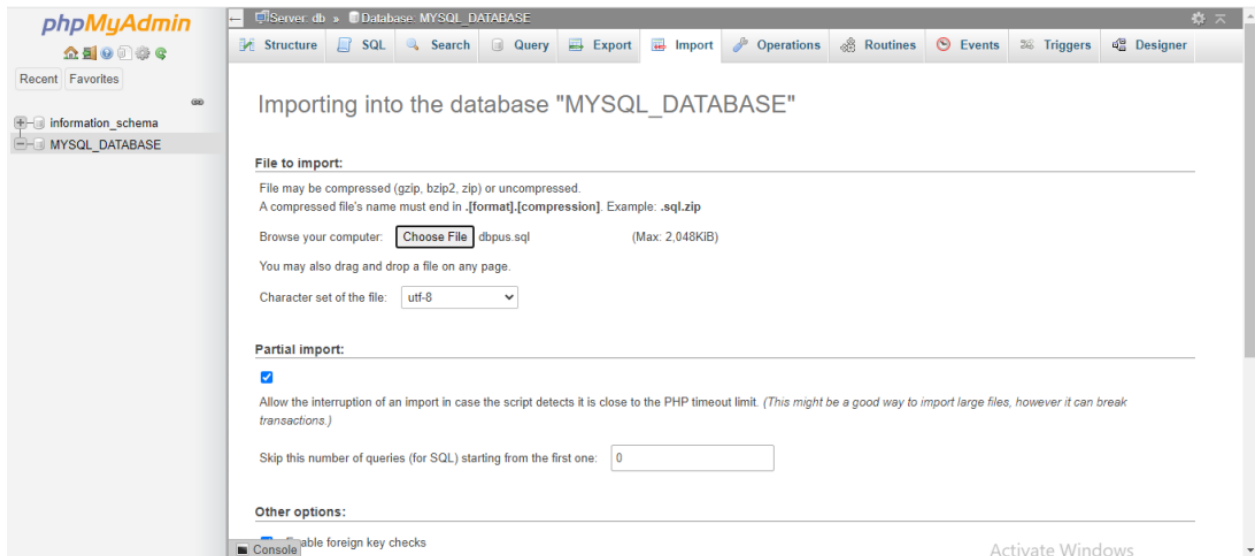 phpMyAdmin
Recent Favorites
information_schema
MYSQL_DATABASE
Server: db » Database: MYSQL_DATABASE
Structure SQL Search Query Export Import Operations Routines Events Triggers Designer
Importing into the database "MYSQL_DATABASE"
File to import:
File may be compressed (gzip, bzip2, zip) or uncompressed.
A compressed file's name must end in .[format].[compression]. Example: .sql.zip
Browse your computer: Choose File dbpus.sql (Max: 2,048KiB)
You may also drag and drop a file on any page.
Character set of the file: utf-8
Partial import:
Allow the interruption of an import in case the script detects it is close to the PHP timeout limit. (This might be a good way to import large files, however it can break
transactions.)
Skip this number of queries (for SQL) starting from the first one: 0
Other options:
able foreign key checks
Console
Activate Windows